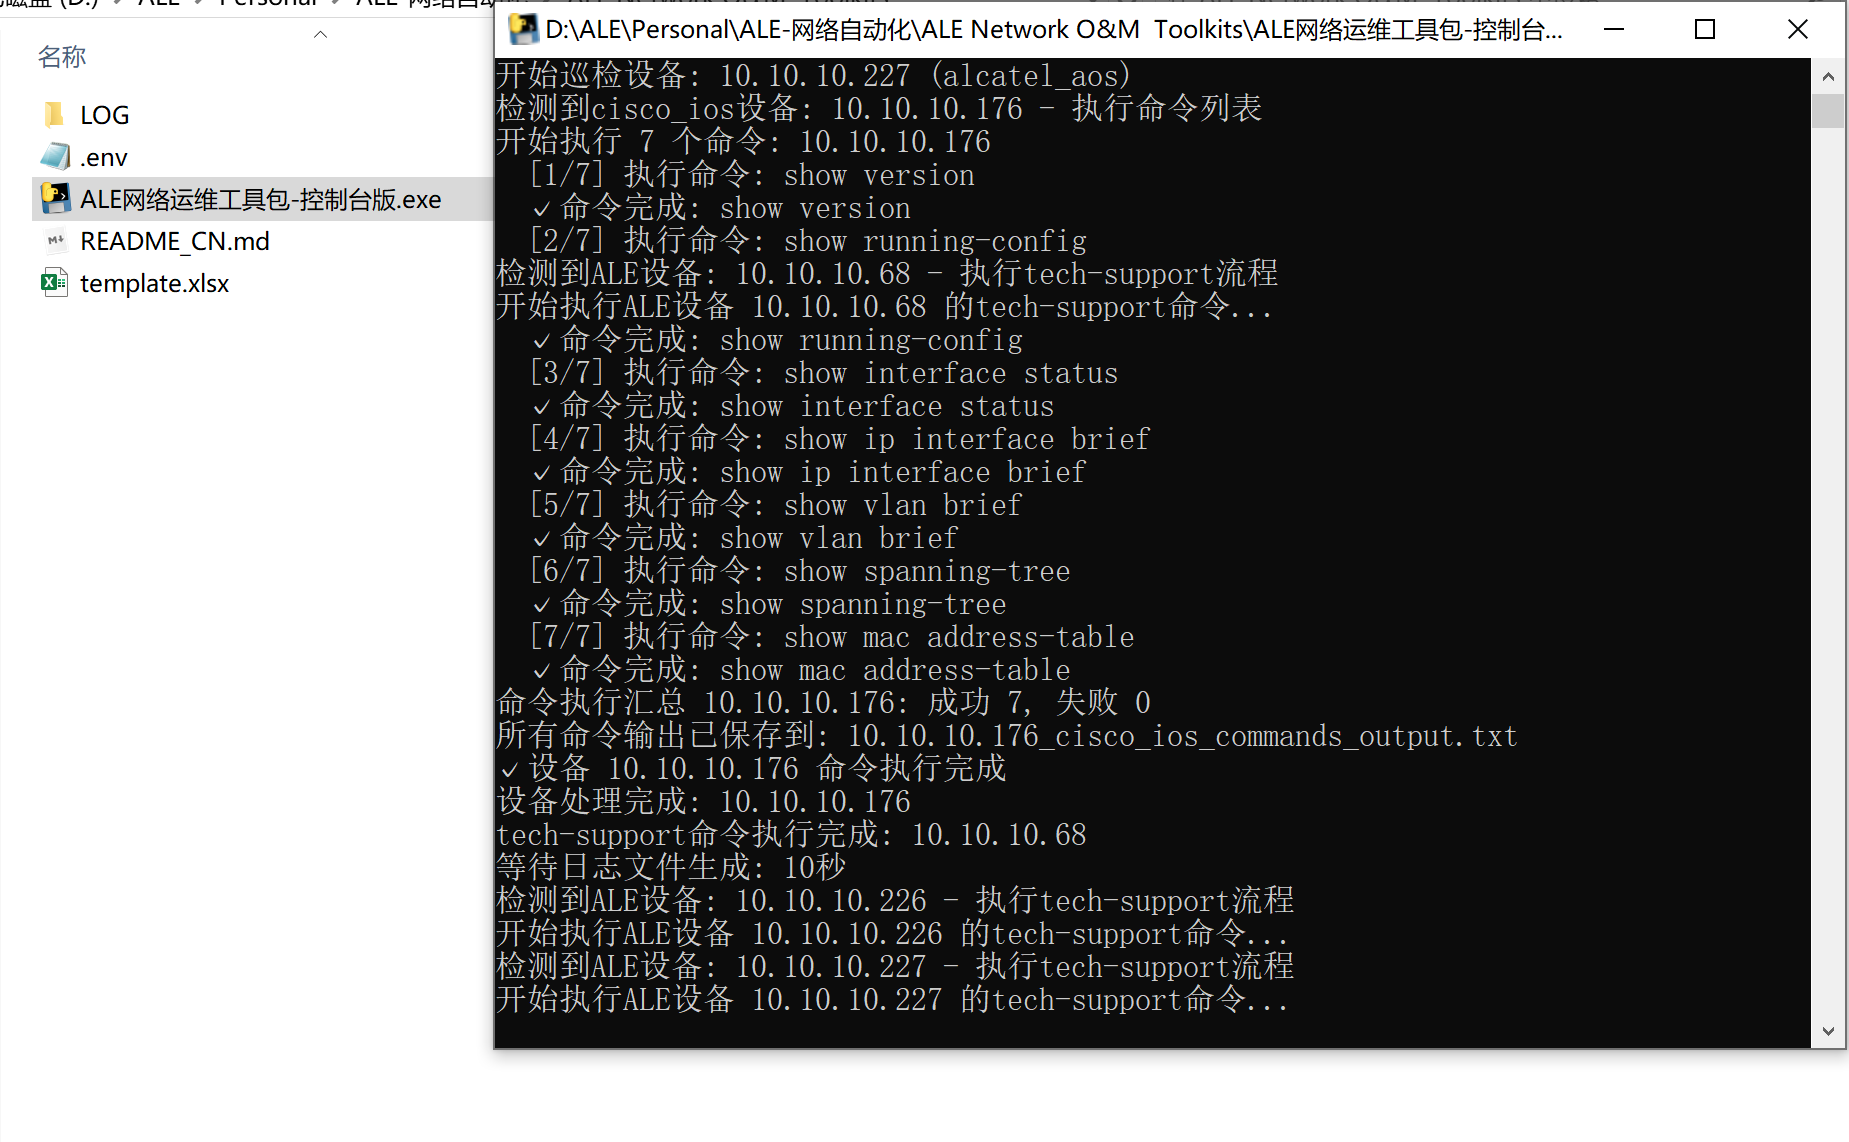 名称
LOG
.env
ALE网络运维工具包-控制台版.exe
README_CN.md
template.xlsx
D:\ALE\Personal\ALE-网络自动化\ALE Network O&M  Toolkits\ALE网络运维工具包-控制台...
开始巡检设备: 10.10.10.227 (alcatel_aos)
检测到cisco_ios设备: 10.10.10.176 - 执行命令列表
开始执行 7 个命令: 10.10.10.176
  [1/7] 执行命令: show version
  ✓命令完成: show version
  [2/7] 执行命令: show running-config
检测到ALE设备: 10.10.10.68 - 执行tech-support流程
开始执行ALE设备 10.10.10.68 的tech-support命令...
  ✓命令完成: show running-config
  [3/7] 执行命令: show interface status
  ✓命令完成: show interface status
  [4/7] 执行命令: show ip interface brief
  ✓命令完成: show ip interface brief
  [5/7] 执行命令: show vlan brief
  ✓命令完成: show vlan brief
  [6/7] 执行命令: show spanning-tree
  ✓命令完成: show spanning-tree
  [7/7] 执行命令: show mac address-table
  ✓命令完成: show mac address-table
命令执行汇总 10.10.10.176: 成功 7, 失败 0
所有命令输出已保存到: 10.10.10.176_cisco_ios_commands_output.txt
✓设备 10.10.10.176 命令执行完成
设备处理完成: 10.10.10.176
tech-support命令执行完成: 10.10.10.68
等待日志文件生成: 10秒
检测到ALE设备: 10.10.10.226 - 执行tech-support流程
开始执行ALE设备 10.10.10.226 的tech-support命令...
检测到ALE设备: 10.10.10.227 - 执行tech-support流程
开始执行ALE设备 10.10.10.227 的tech-support命令...